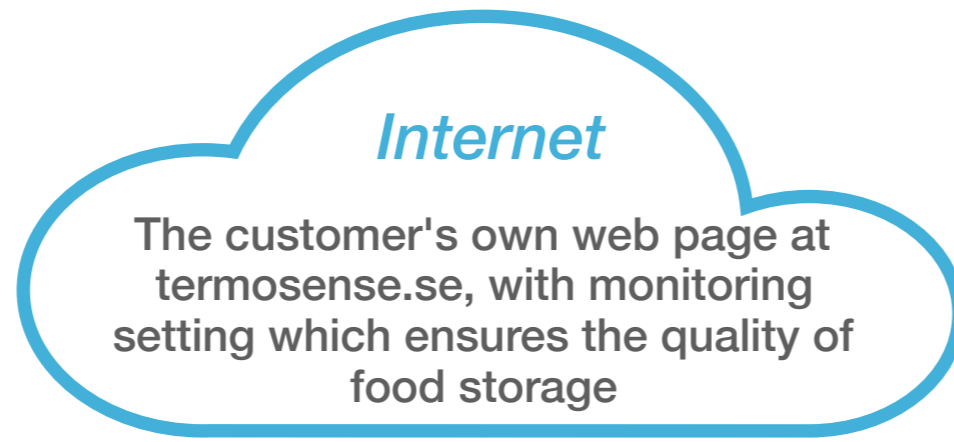 Internet
The customer's own web page at
termosense.se, with monitoring
setting which ensures the quality of
food storage